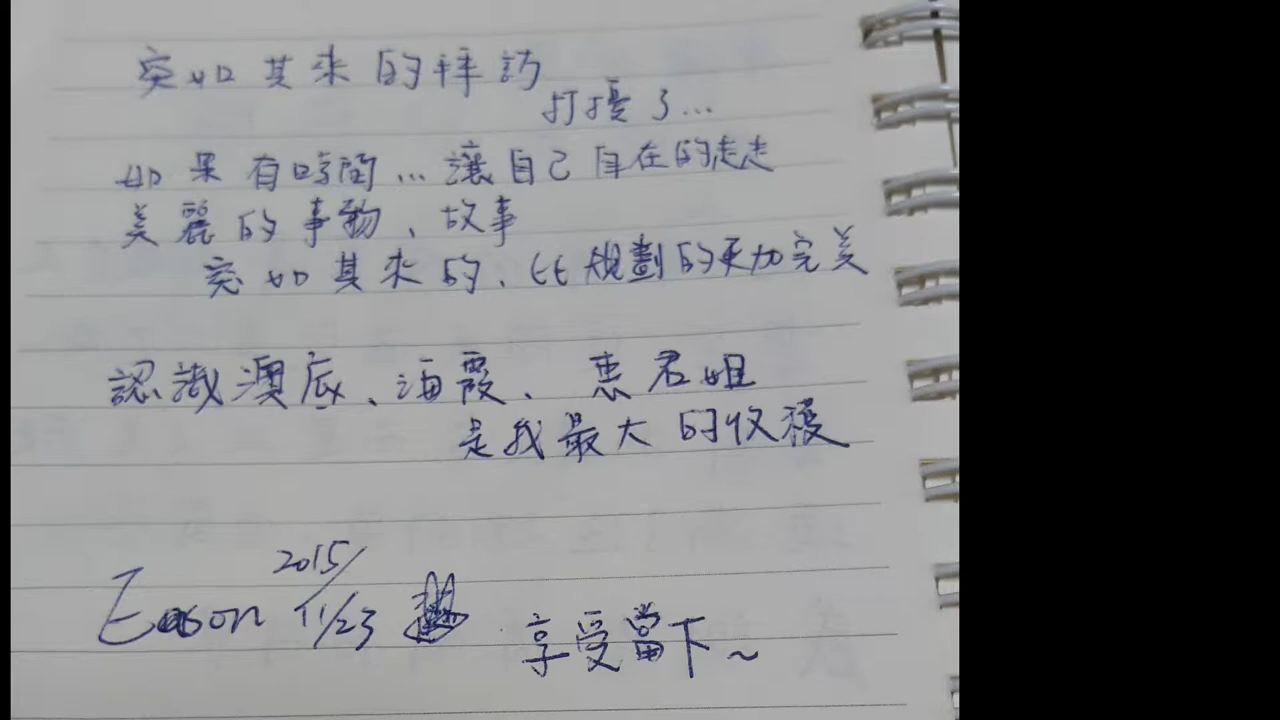 突如其來的拜訪
打擾了...
如果有時間...讓自己自在的走走
美麗的事物、故事
突如其來的、比規劃的更加完美
認識澳底、海霞、惠君姐
是我最大的收穫
2015/
Eason 11/23
享受當下~